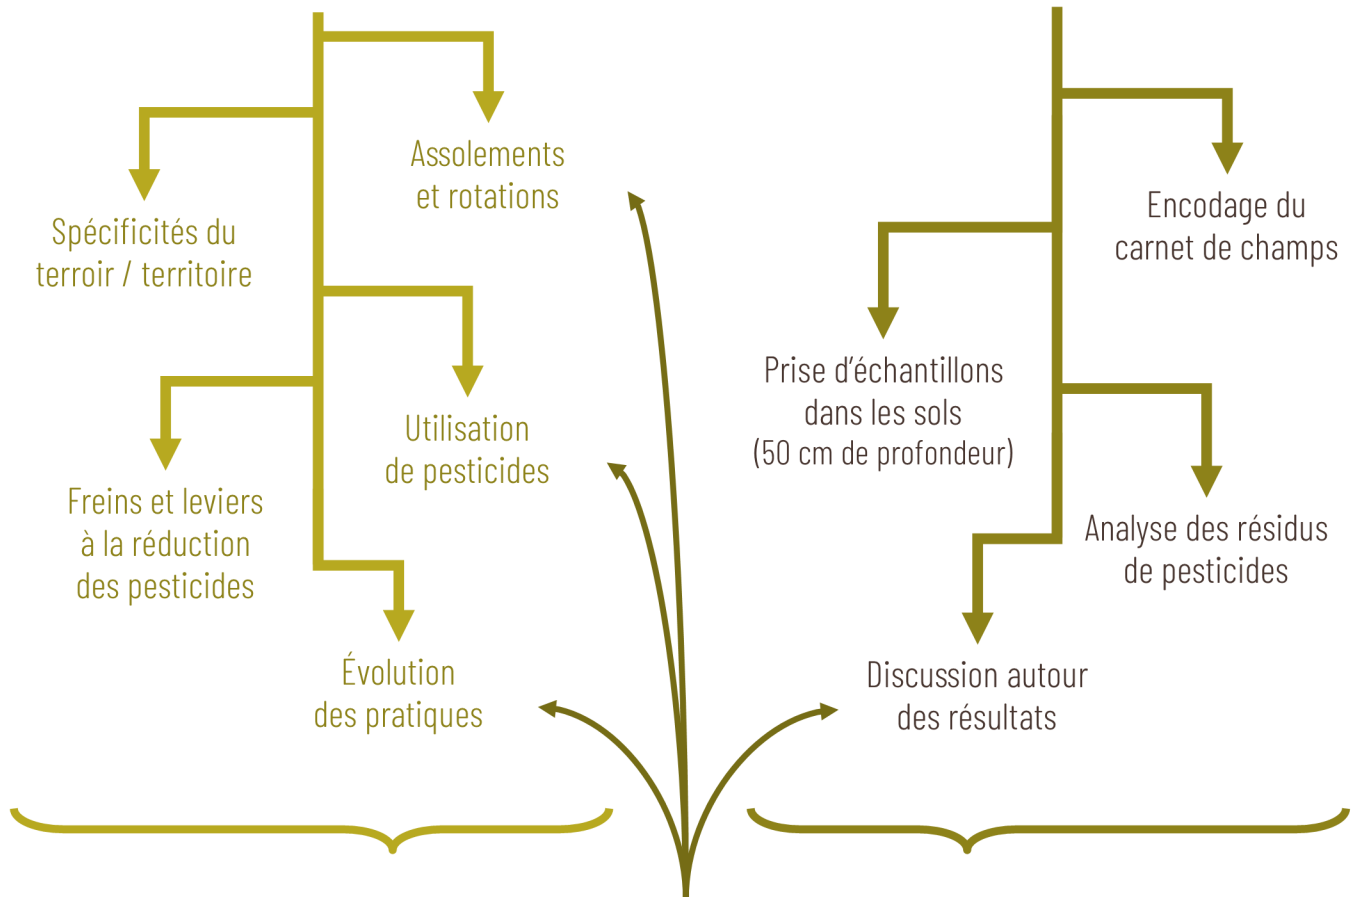 Assolements
et rotations
Spécificités du
terroir / territoire
Utilisation
de pesticides
Freins et leviers
à la réduction
des pesticides
Évolution
des pratiques
Encodage du
carnet de champs
Prise d’échantillons
dans les sols
(50 cm de profondeur)
Analyse des résidus
de pesticides
Discussion autour
des résultats